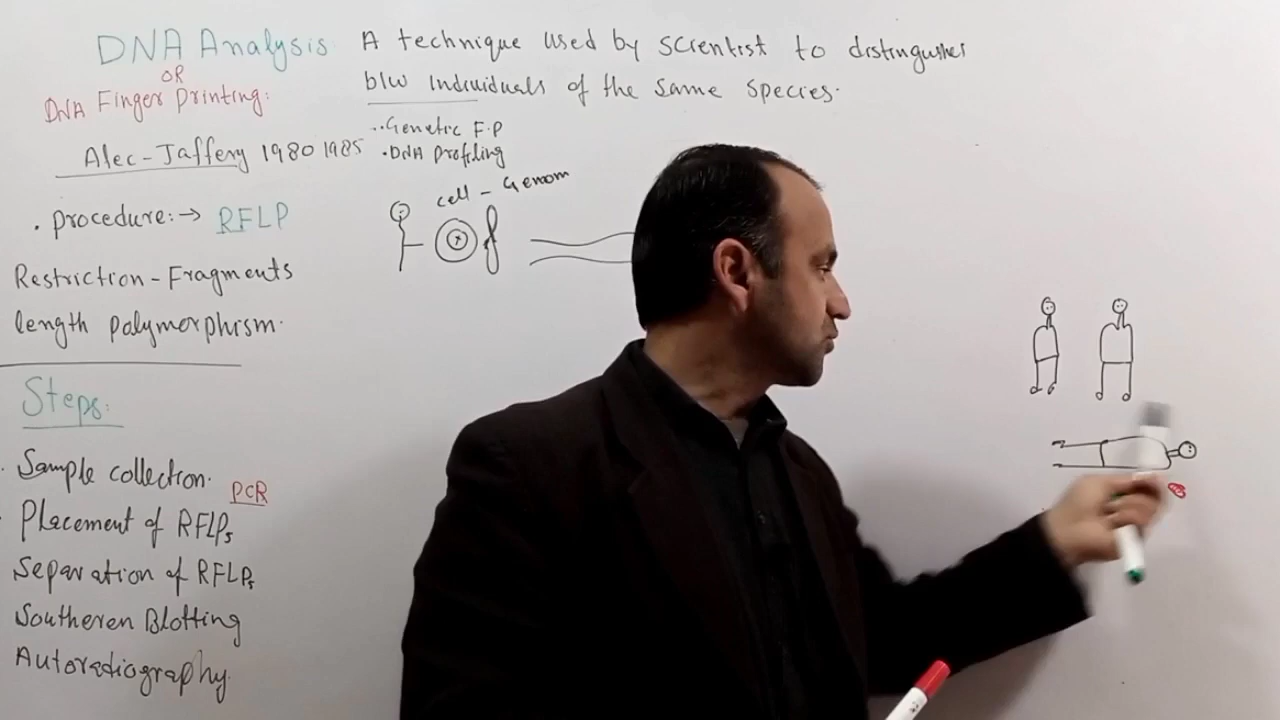 DNA Analysis
OR
DNA Finger Printing:
A technique used by scientist to distinguisher
b/w Individuals of the same species.
Alec-Jaffery 1980 1985
..Genetic F.P
.DNA profiling
cell - Genom
. procedure:→ RFLP
Restriction-Fragments
length polymorphism.
Steps:
. Sample collection.
PCR
. Placement of RFLPs
Separation of RFLPs
Southeren Blotting
Autoradiography.